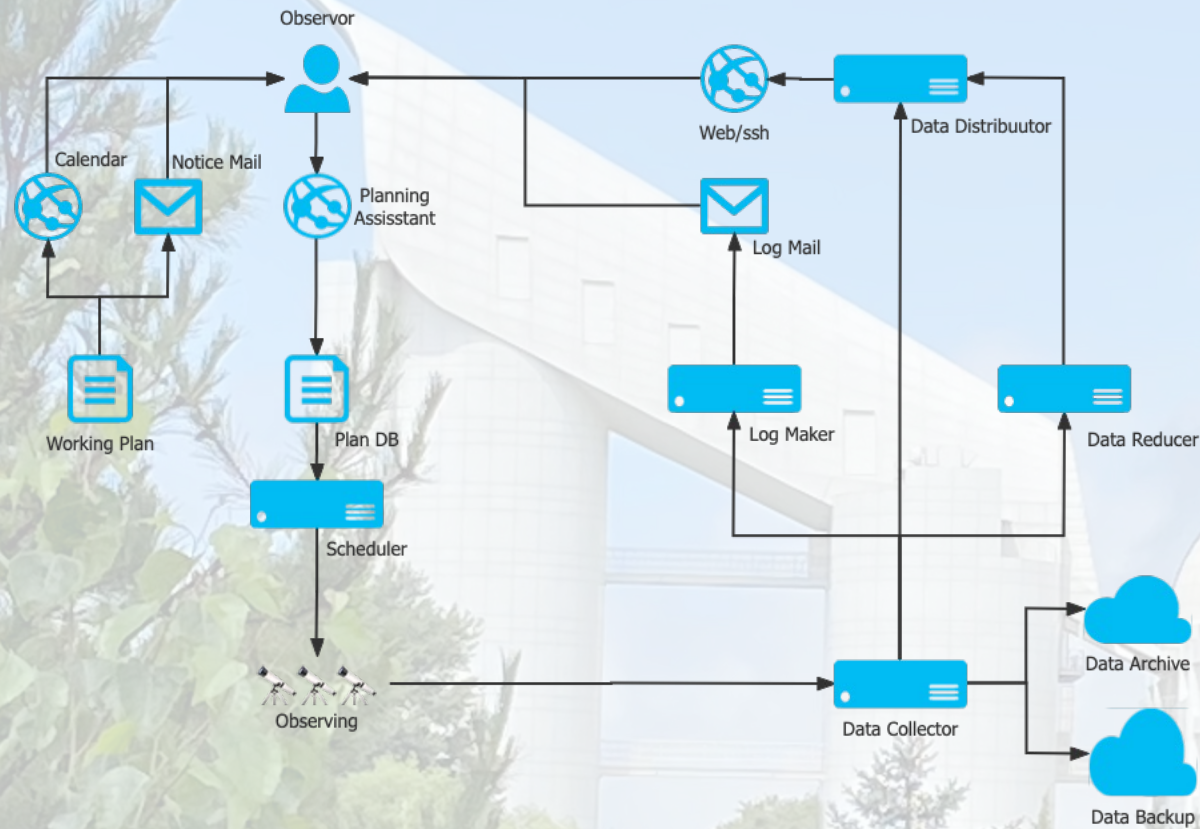 Observor
Web/ssh
Data Distribuutor
Calendar
Notice Mail
Planning
Assisstant
Log Mail
Working Plan
Plan DB
Log Maker
Data Reducer
Scheduler
Data Archive
Observing
Data Collector
Data Backup